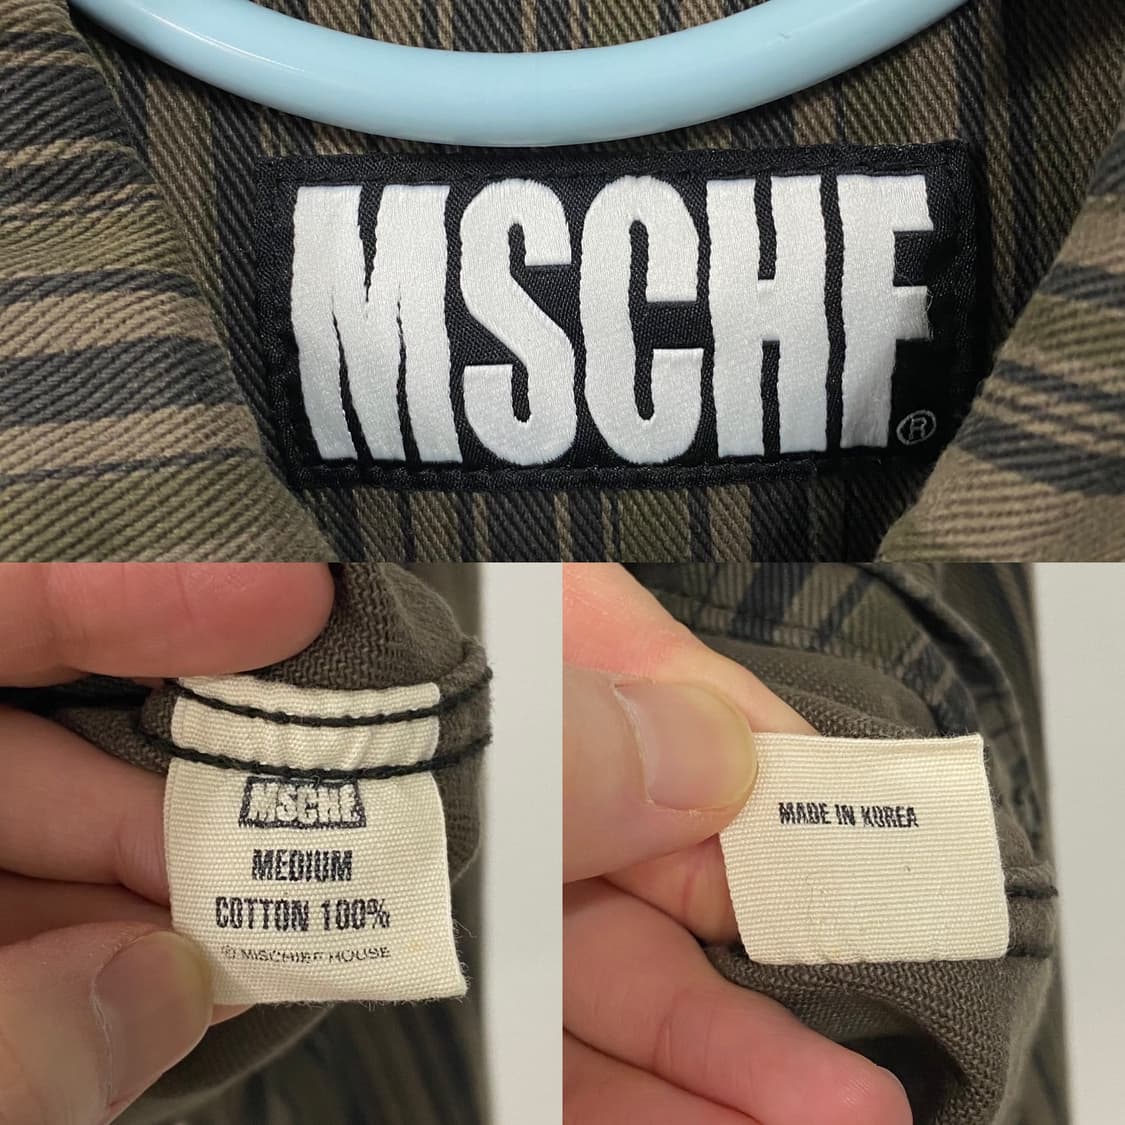 MSCHF
®
MSCHF
MEDIUM
COTTON 100%
© MISCHIEF HOUSE
MADE IN KOREA